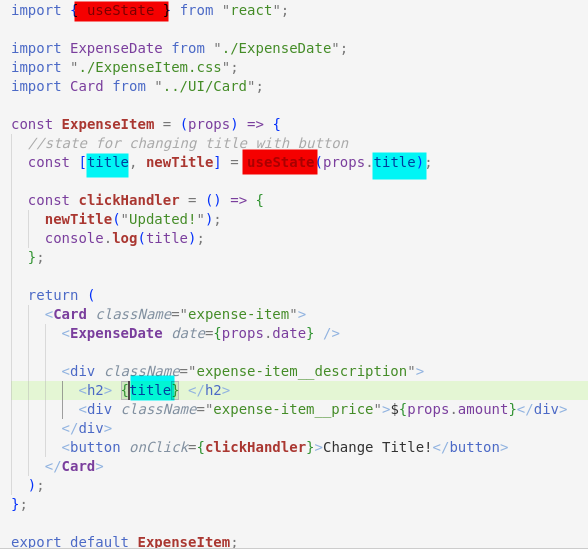 import { useState } from "react";
import ExpenseDate from "./ExpenseDate";
import "./ExpenseItem.css";
import Card from "../UI/Card";
const ExpenseItem = (props) => {
//state for changing title with button
const [title, newTitle] = useState(props.title);
const clickHandler = () => {
newTitle("Updated!");
console.log(title);
};
return (
<Card className="expense-item">
<ExpenseDate date={props.date} />
<div className="expense-item__description">
<h2> {title} </h2>
<div className="expense-item__price">${props.amount}</div>
</div>
<button onClick={clickHandler}>Change Title!</button>
</Card>
);
};
export default ExpenseItem;